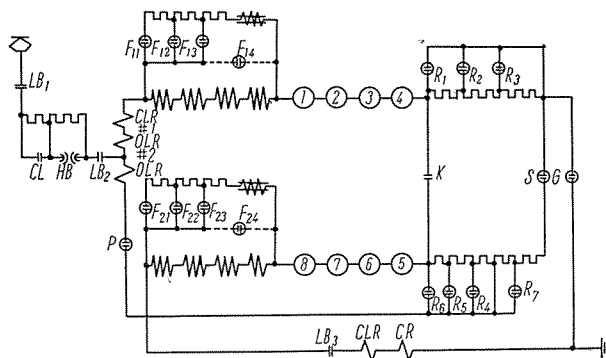 F11 F12 F13 F14
LB1
R1 R2 R3
1 2 3 4
CLR
#1
OLR
#2
OLR
CL HB LB2
K
S G
F21 F22 F23 F24
P
8 7 6 5
R6 R5 R4 R7
LB3 CLR CR